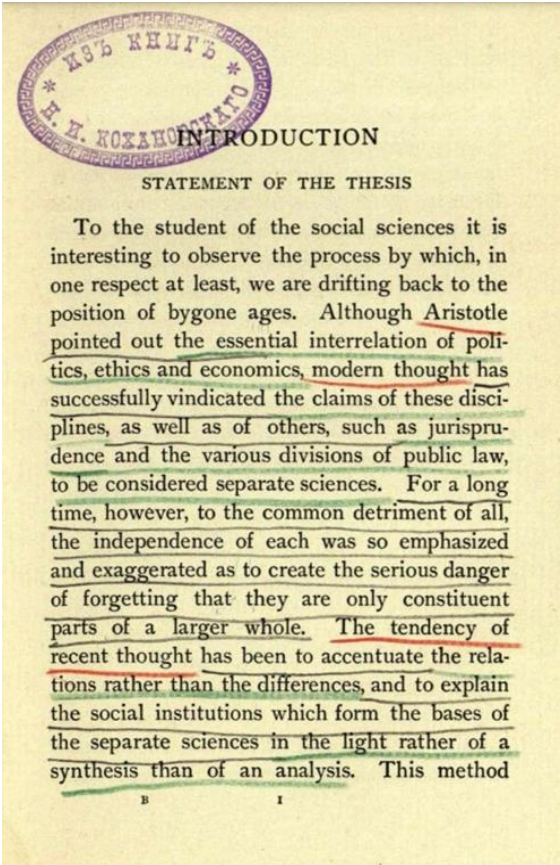 ИЗЪ КНИГЪ
Н. И. КОХАНОВСКАГО
INTRODUCTION
STATEMENT OF THE THESIS
To the student of the social sciences it is
interesting to observe the process by which, in
one respect at least, we are drifting back to the
position of bygone ages. Although Aristotle
pointed out the essential interrelation of poli-
tics, ethics and economics, modern thought has
successfully vindicated the claims of these disci-
plines, as well as of others, such as jurispru-
dence and the various divisions of public law,
to be considered separate sciences. For a long
time, however, to the common detriment of all,
the independence of each was so emphasized
and exaggerated as to create the serious danger
of forgetting that they are only constituent
parts of a larger whole. The tendency of
recent thought has been to accentuate the rela-
tions rather than the differences, and to explain
the social institutions which form the bases of
the separate sciences in the light rather of a
synthesis than of an analysis. This method
B I